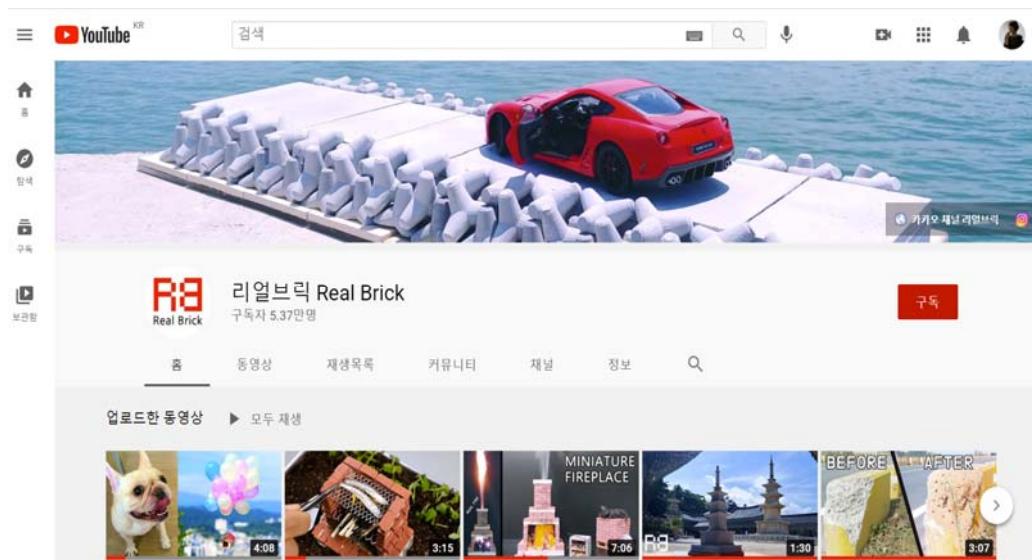 YouTube KR
검색
홈
탐색
구독
보관함
카카오 채널 리얼브릭
RB
Real Brick
리얼브릭 Real Brick
구독자 5.37만명
구독
홈 동영상 재생목록 커뮤니티 채널 정보
업로드한 동영상 ▶ 모두 재생
MINIATURE
FIREPLACE
BEFORE AFTER
RB
4:08 3:15 7:06 1:30 3:07